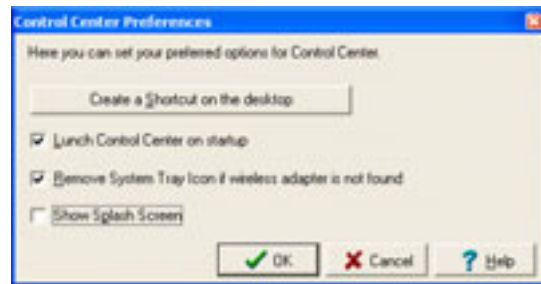 Control Center Preferences
Here you can set your preferred options for Control Center.
Create a Shortcut on the desktop
Lunch Control Center on startup
Remove System Tray Icon if wireless adapter is not found
Show Splash Screen
OK Cancel Help